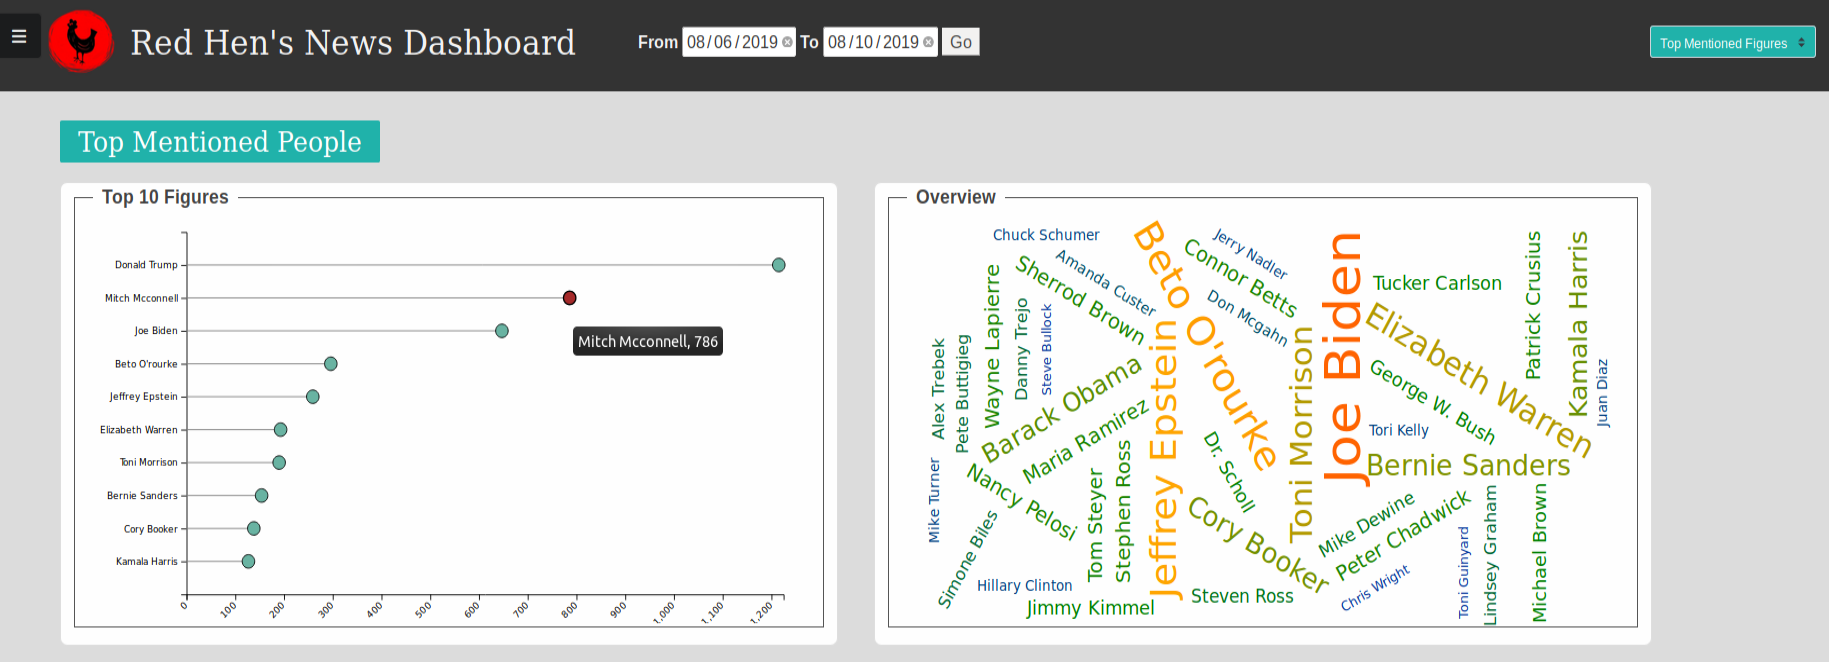 ☰ Red Hen's News Dashboard From 08/06/2019 To 08/10/2019 Go Top Mentioned Figures
Top Mentioned People
Top 10 Figures
Donald Trump
Mitch Mcconnell
Joe Biden
Mitch Mcconnell, 786
Beto O'rourke
Jeffrey Epstein
Elizabeth Warren
Toni Morrison
Bernie Sanders
Cory Booker
Kamala Harris
0 100 200 300 400 500 600 700 800 900 1,000 1,100 1,200
Overview
Chuck Schumer
Amanda Custer
Sherrod Brown
Beto O'rourke
Connor Betts
Jerry Nadler
Don Mcgahn
Joe Biden
Tucker Carlson
Elizabeth Warren
Patrick Crusius
Kamala Harris
Juan Diaz
George W. Bush
Tori Kelly
Bernie Sanders
Alex Trebek
Pete Buttigieg
Wayne Lapierre
Danny Trejo
Steve Bullock
Barack Obama
Maria Ramirez
Jeffrey Epstein
Toni Morrison
Dr. Scholl
Mike Turner
Nancy Pelosi
Simone Biles
Tom Steyer
Stephen Ross
Cory Booker
Mike Dewine
Peter Chadwick
Chris Wright
Toni Guinyard
Lindsey Graham
Michael Brown
Hillary Clinton
Jimmy Kimmel
Steven Ross